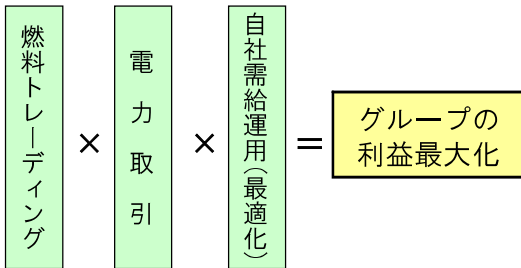 燃料トレーディング
×
電力取引
×
自社需給運用（最適化）
＝
グループの
利益最大化